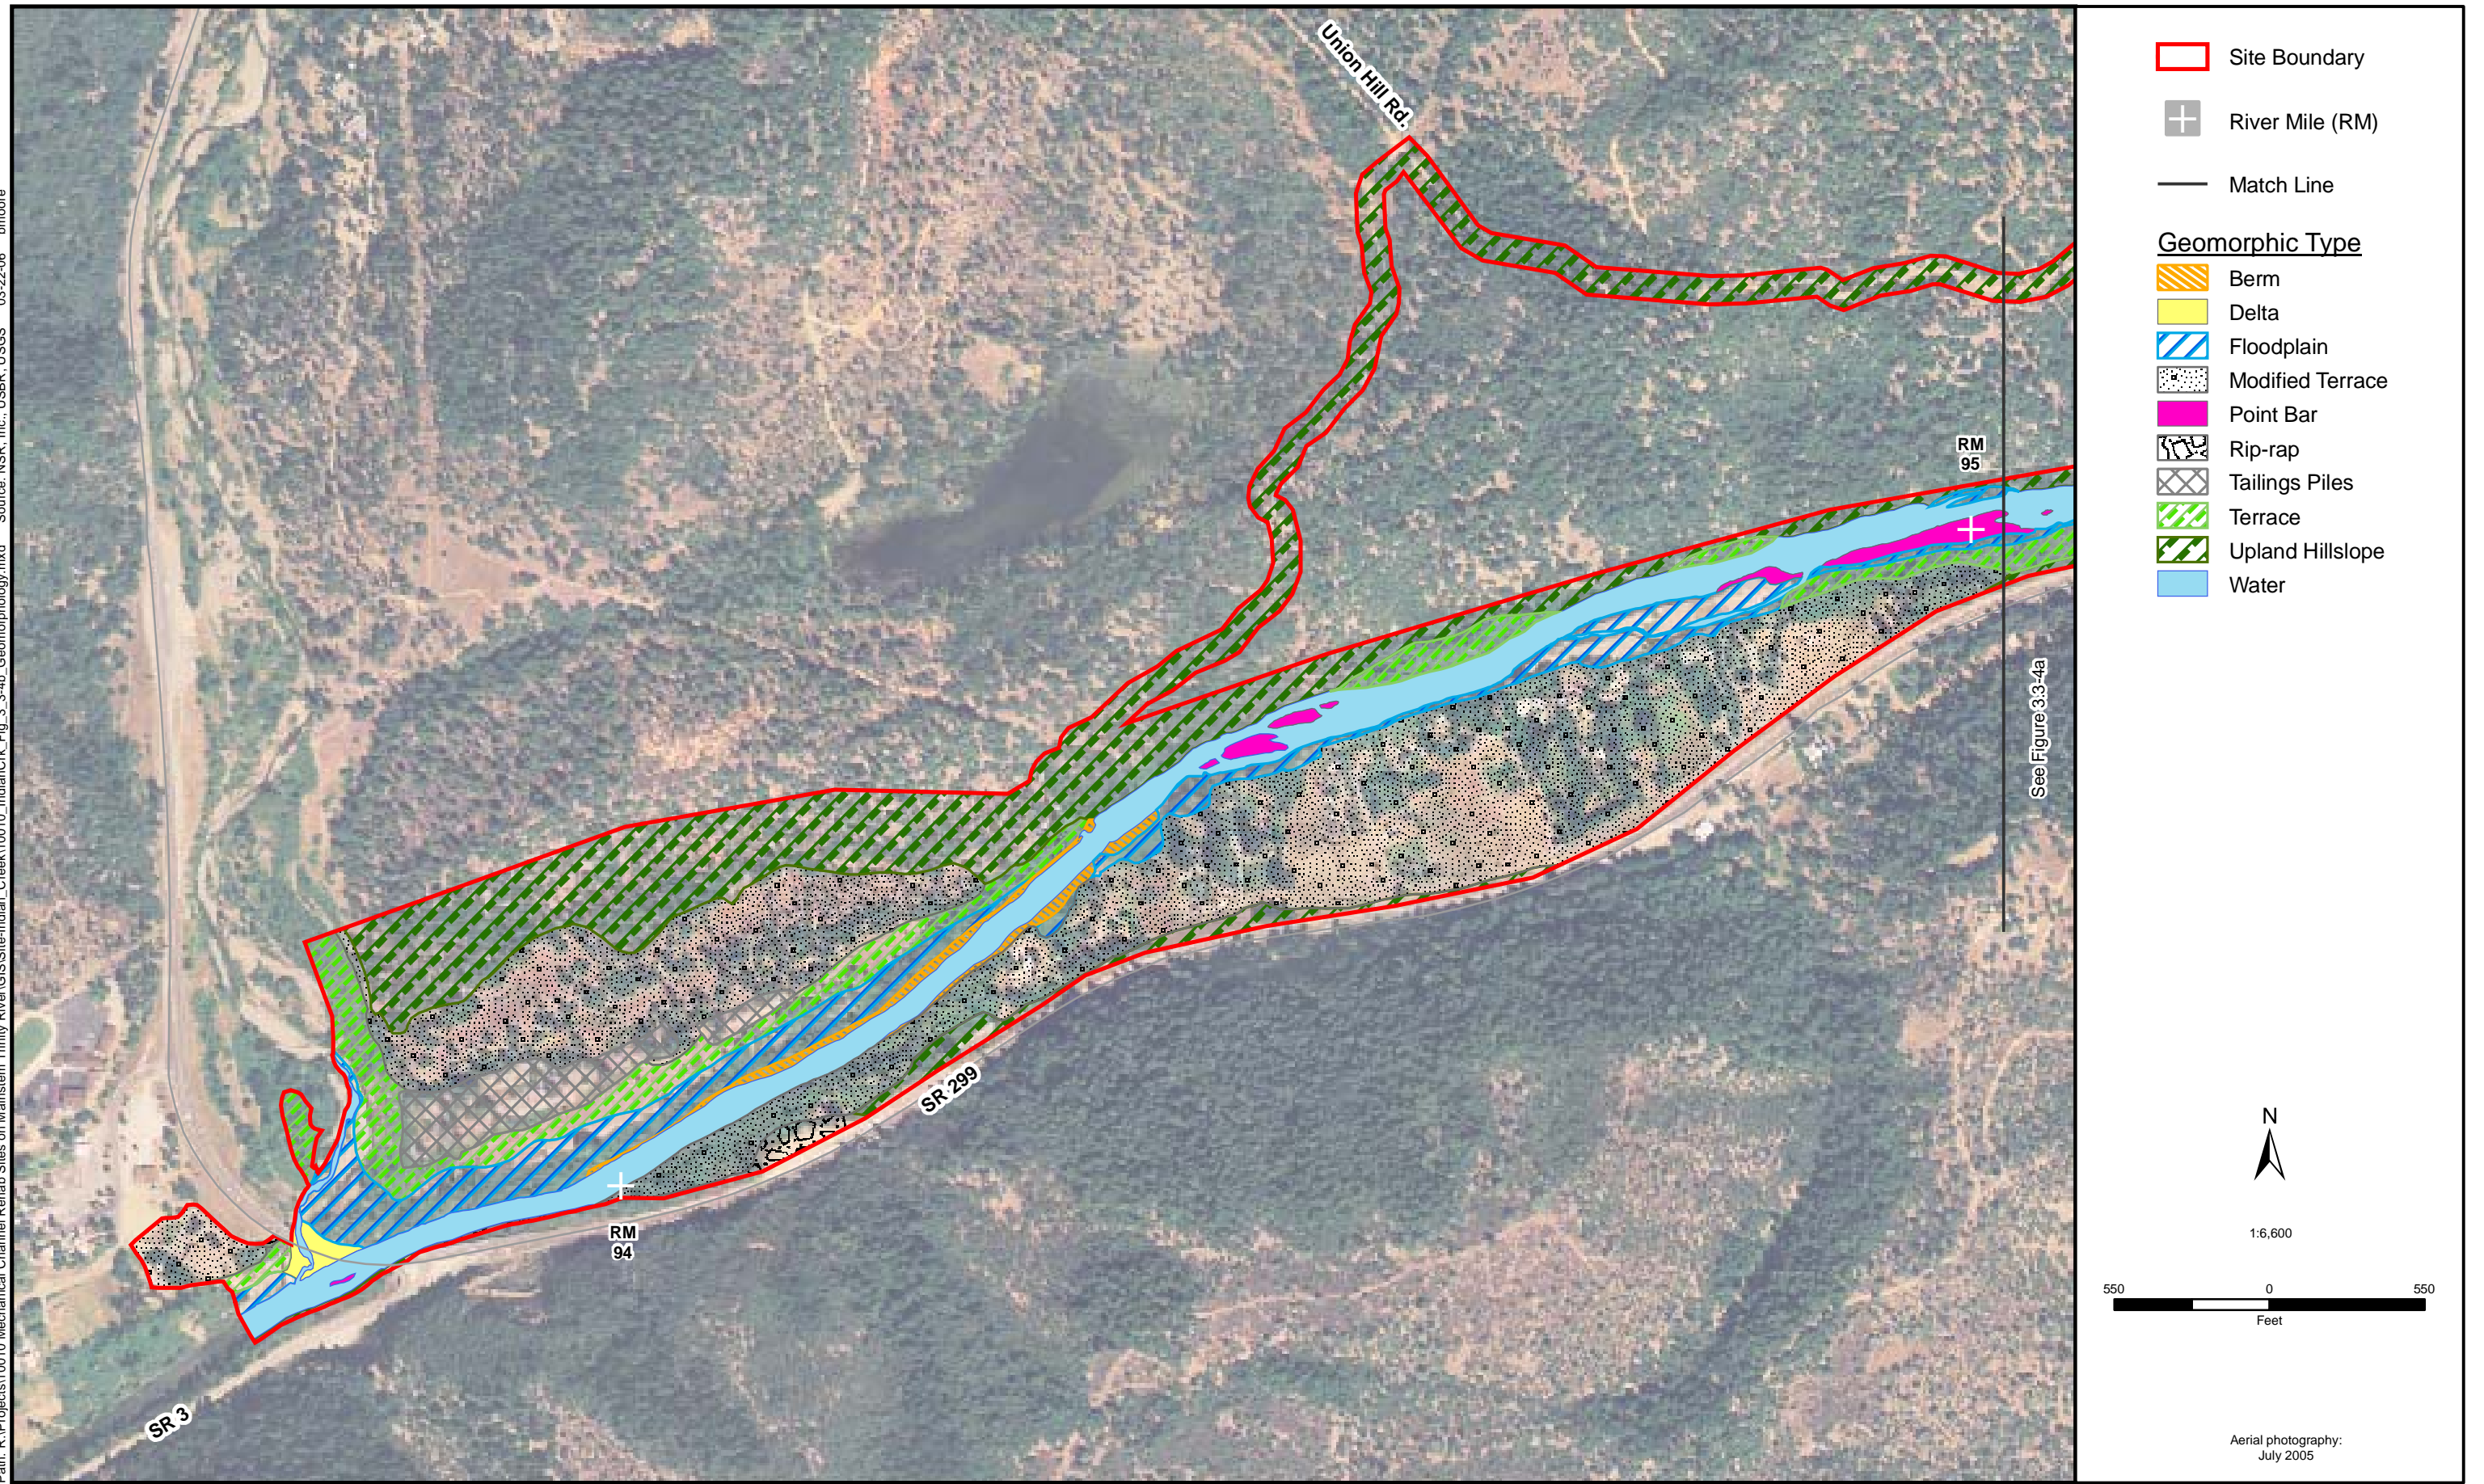 Union Hill Rd.
RM
95
See Figure 3.3-4a
SR 299
RM
94
SR 3
Site Boundary
River Mile (RM)
Match Line
Geomorphic Type
Berm
Delta
Floodplain
Modified Terrace
Point Bar
Rip-rap
Tailings Piles
Terrace
Upland Hillslope
Water
N
1:6,600
550 0 550
Feet
Aerial photography:
July 2005